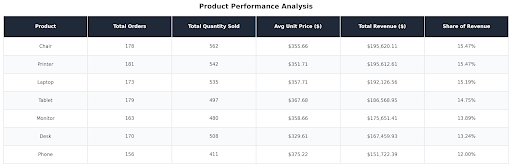 Product Performance Analysis
Product Total Orders Total Quantity Sold Avg Unit Price ($) Total Revenue ($) Share of Revenue
Chair 178 562 $355.66 $195,620.11 15.47%
Printer 181 542 $351.71 $195,612.61 15.47%
Laptop 173 535 $357.71 $192,126.56 15.19%
Tablet 179 497 $367.68 $186,568.95 14.75%
Monitor 163 480 $358.66 $175,651.41 13.89%
Desk 170 508 $329.61 $167,459.93 13.24%
Phone 156 411 $375.22 $151,722.39 12.00%